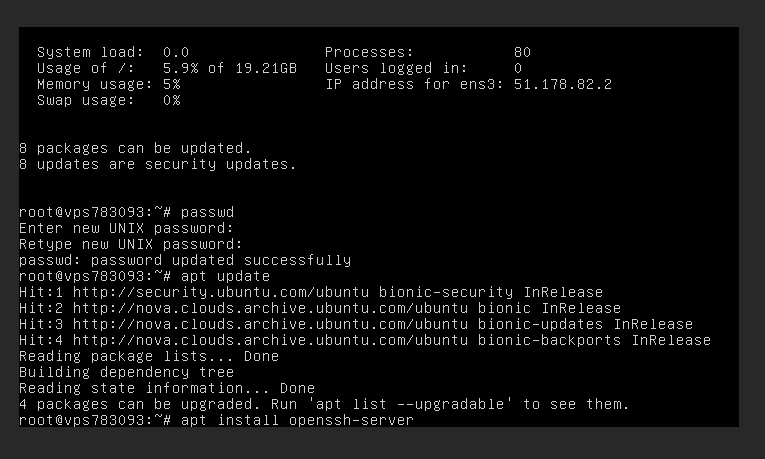 System load: 0.0 Processes: 80
Usage of /: 5.9% of 19.21GB Users logged in: 0
Memory usage: 5% IP address for ens3: 51.178.82.2
Swap usage: 0%
8 packages can be updated.
8 updates are security updates.
root@vps783093:~# passwd
Enter new UNIX password:
Retype new UNIX password:
passwd: password updated successfully
root@vps783093:~# apt update
Hit:1 http://security.ubuntu.com/ubuntu bionic-security InRelease
Hit:2 http://nova.clouds.archive.ubuntu.com/ubuntu bionic InRelease
Hit:3 http://nova.clouds.archive.ubuntu.com/ubuntu bionic-updates InRelease
Hit:4 http://nova.clouds.archive.ubuntu.com/ubuntu bionic-backports InRelease
Reading package lists... Done
Building dependency tree
Reading state information... Done
4 packages can be upgraded. Run 'apt list --upgradable' to see them.
root@vps783093:~# apt install openssh-server